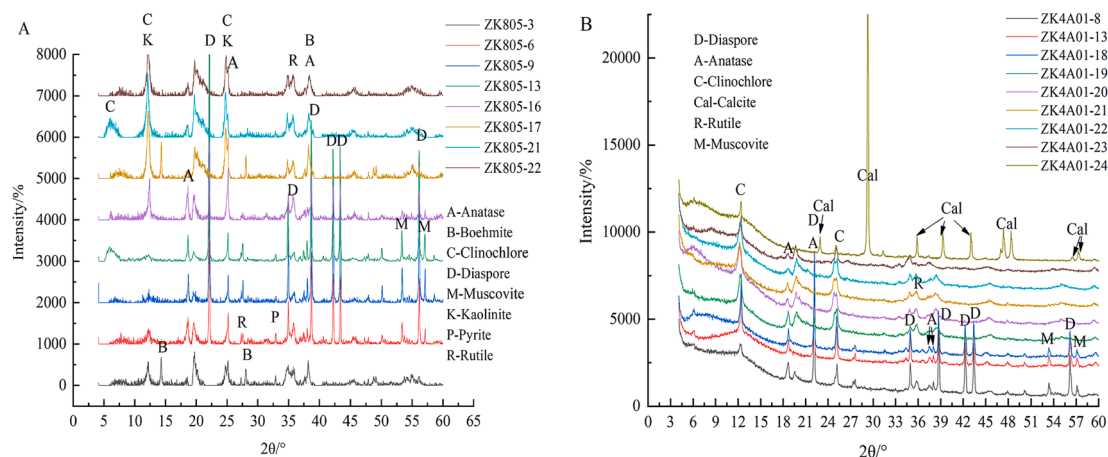 A
C
K
D
C
K
A
R
B
A
C
D
D
D
D
A
D
M
M
R
P
B
B
ZK805-3
ZK805-6
ZK805-9
ZK805-13
ZK805-16
ZK805-17
ZK805-21
ZK805-22
A-Anatase
B-Boehmite
C-Clinochlore
D-Diaspore
M-Muscovite
K-Kaolinite
P-Pyrite
R-Rutile
8000
7000
6000
5000
4000
3000
2000
1000
0
Intensity/%
0 5 10 15 20 25 30 35 40 45 50 55 60
2θ/°
B
D-Diaspore
A-Anatase
C-Clinochlore
Cal-Calcite
R-Rutile
M-Muscovite
ZK4A01-8
ZK4A01-13
ZK4A01-18
ZK4A01-19
ZK4A01-20
ZK4A01-21
ZK4A01-22
ZK4A01-23
ZK4A01-24
Cal
C
Cal
D
A
A
C
Cal
Cal
Cal
R
D
A
D
D
M
D
M
20000
15000
10000
5000
0
Intensity/%
0 3 6 9 12 15 18 21 24 27 30 33 36 39 42 45 48 51 54 57 60
2θ/°